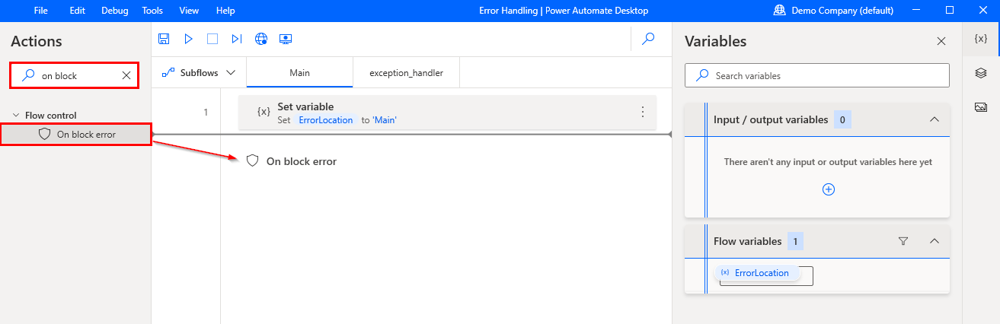 File Edit Debug Tools View Help Error Handling | Power Automate Desktop Demo Company (default)
Actions
on block
Flow control
On block error
Subflows Main exception_handler
1 {x} Set variable
Set ErrorLocation to 'Main'
On block error
Variables {x}
Search variables
Input / output variables 0
There aren't any input or output variables here yet
Flow variables 1
{x} ErrorLocation